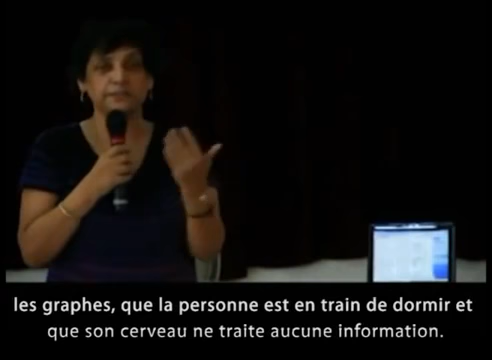 les graphes, que la personne est en train de dormir et
que son cerveau ne traite aucune information.